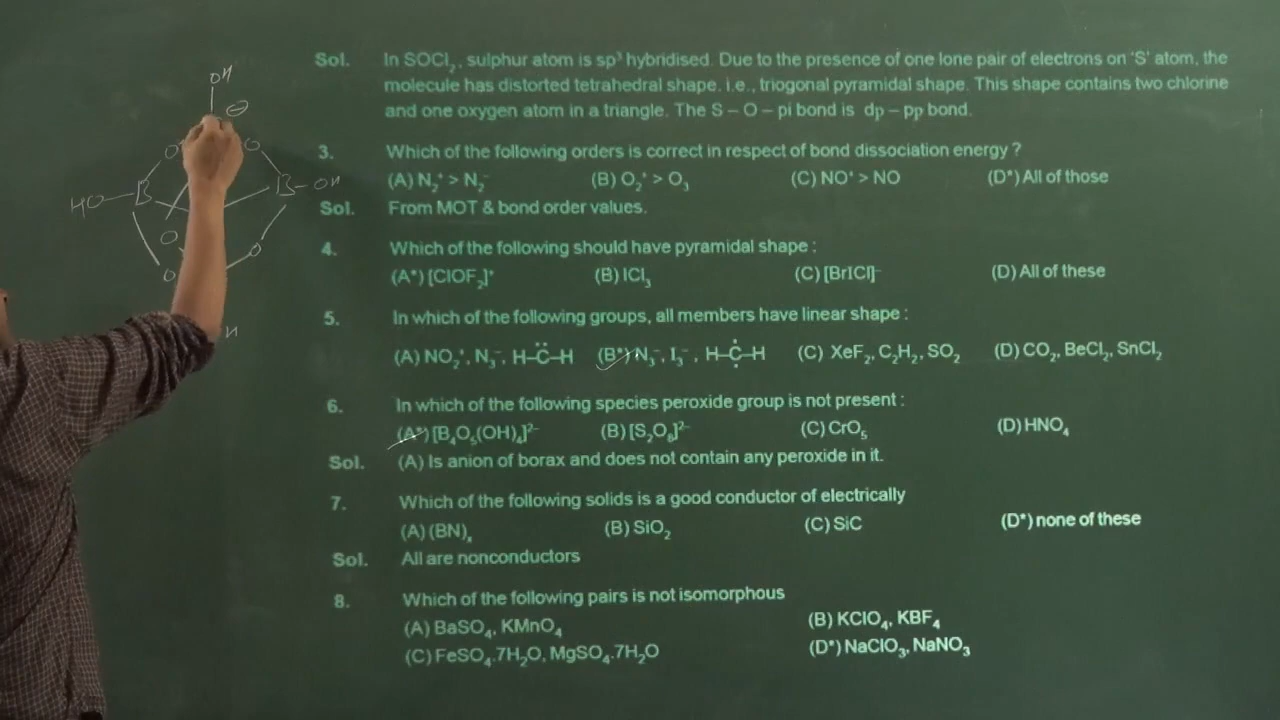 Sol. In SOCl₂, sulphur atom is sp³ hybridised. Due to the presence of one lone pair of electrons on 'S' atom, the
molecule has distorted tetrahedral shape. i.e., triogonal pyramidal shape. This shape contains two chlorine
and one oxygen atom in a triangle. The S – O – pi bond is dp – pp bond.
3. Which of the following orders is correct in respect of bond dissociation energy ?
(A) N₂⁺ > N₂⁻ (B) O₂⁺ > O₃ (C) NO⁺ > NO (D*) All of those
Sol. From MOT & bond order values.
4. Which of the following should have pyramidal shape :
(A*) [ClOF₂]⁺ (B) ICl₃ (C) [BrICl]⁻ (D) All of these
5. In which of the following groups, all members have linear shape :
(A) NO₂⁺, N₃⁻, H–C̈–H (B*) N₃⁻, I₃⁻, H–Ċ̣–H (C) XeF₂, C₂H₂, SO₂ (D) CO₂, BeCl₂, SnCl₂
6. In which of the following species peroxide group is not present :
(A*) [B₄O₅(OH)₄]²⁻ (B) [S₂O₈]²⁻ (C) CrO₅ (D) HNO₄
Sol. (A) Is anion of borax and does not contain any peroxide in it.
7. Which of the following solids is a good conductor of electrically
(A) (BN)ₓ (B) SiO₂ (C) SiC (D*) none of these
Sol. All are nonconductors
8. Which of the following pairs is not isomorphous
(A) BaSO₄, KMnO₄ (B) KClO₄, KBF₄
(C) FeSO₄.7H₂O, MgSO₄.7H₂O (D*) NaClO₃, NaNO₃
OH
⊖
O O
HO–B B–OH
O O
O
H